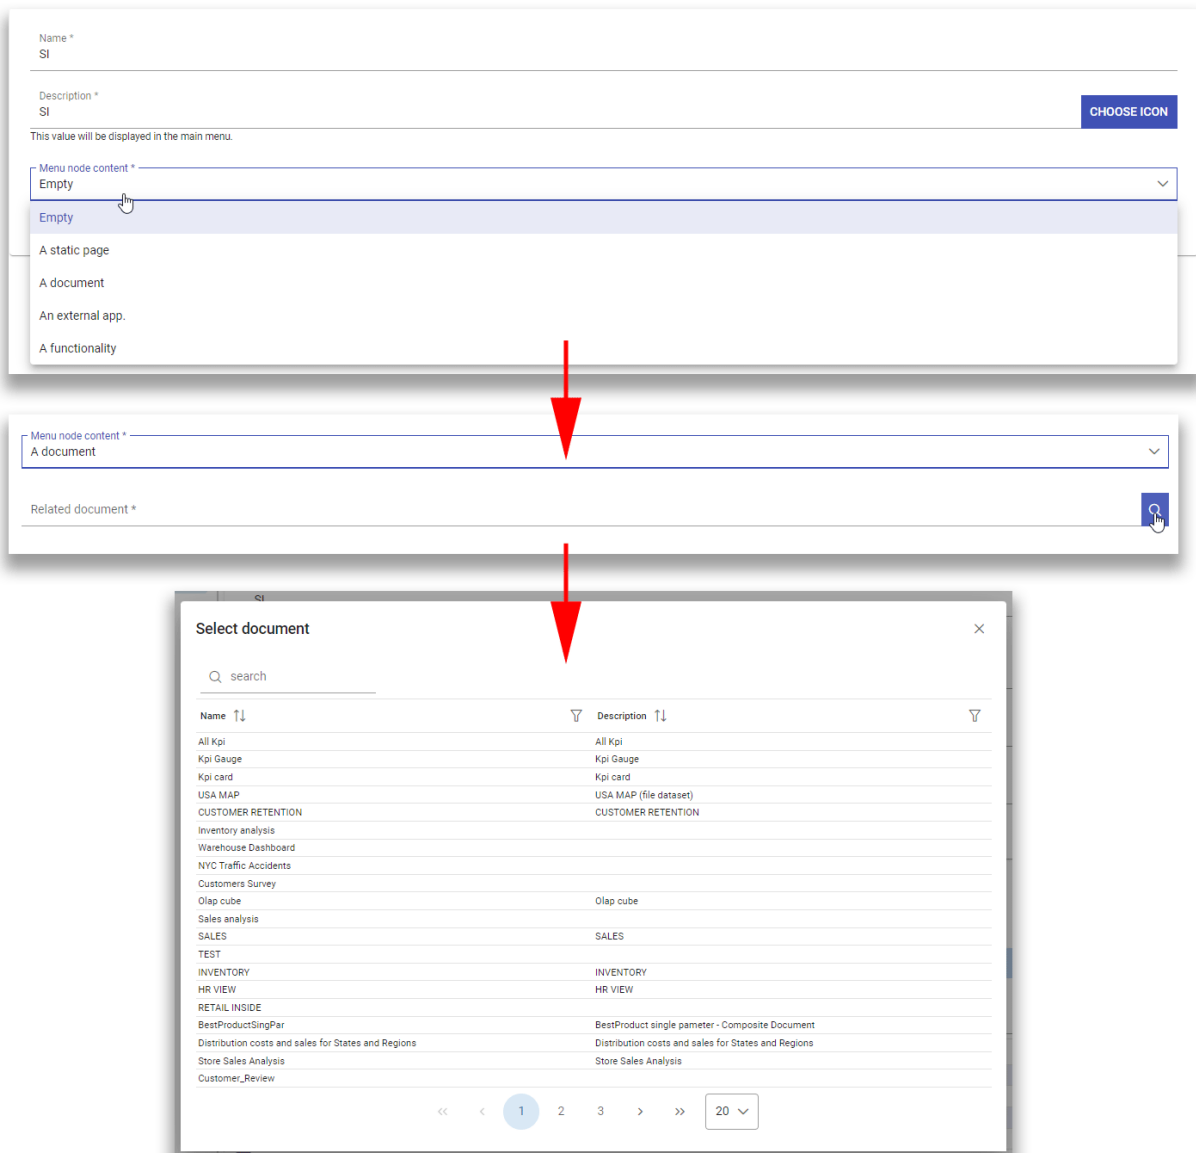 Name *
SI
Description *
SI
CHOOSE ICON
This value will be displayed in the main menu.
Menu node content *
Empty
Empty
A static page
A document
An external app.
A functionality
Menu node content *
A document
Related document *
SI
Select document
search
Name Description
All Kpi All Kpi
Kpi Gauge Kpi Gauge
Kpi card Kpi card
USA MAP USA MAP (file dataset)
CUSTOMER RETENTION CUSTOMER RETENTION
Inventory analysis
Warehouse Dashboard
NYC Traffic Accidents
Customers Survey
Olap cube Olap cube
Sales analysis
SALES SALES
TEST
INVENTORY INVENTORY
HR VIEW HR VIEW
RETAIL INSIDE
BestProductSingPar BestProduct single pameter - Composite Document
Distribution costs and sales for States and Regions Distribution costs and sales for States and Regions
Store Sales Analysis Store Sales Analysis
Customer_Review
1 2 3 20